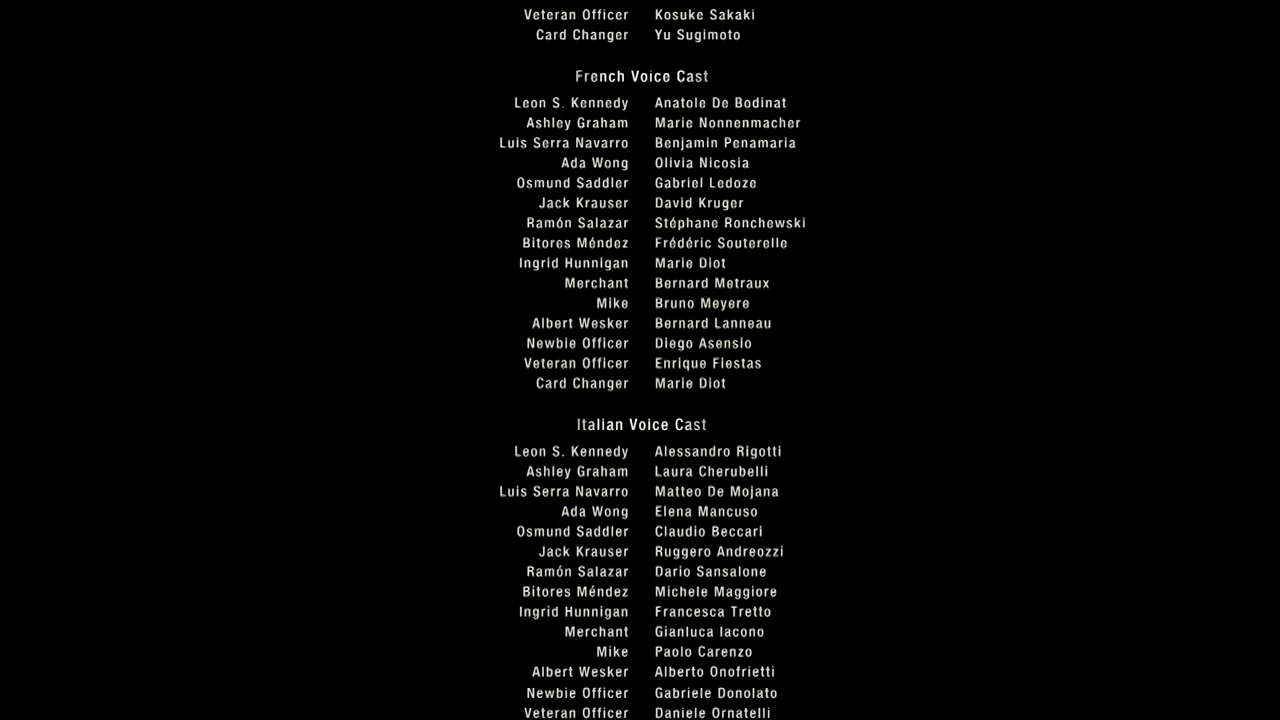 Veteran Officer Kosuke Sakaki
Card Changer Yu Sugimoto
French Voice Cast
Leon S. Kennedy Anatole De Bodinat
Ashley Graham Marie Nonnenmacher
Luis Serra Navarro Benjamin Penamaria
Ada Wong Olivia Nicosia
Osmund Saddler Gabriel Ledoze
Jack Krauser David Kruger
Ramón Salazar Stéphane Ronchewski
Bitores Méndez Frédéric Souterelle
Ingrid Hunnigan Marie Diot
Merchant Bernard Metraux
Mike Bruno Meyere
Albert Wesker Bernard Lanneau
Newbie Officer Diego Asensio
Veteran Officer Enrique Fiestas
Card Changer Marie Diot
Italian Voice Cast
Leon S. Kennedy Alessandro Rigotti
Ashley Graham Laura Cherubelli
Luis Serra Navarro Matteo De Mojana
Ada Wong Elena Mancuso
Osmund Saddler Claudio Beccari
Jack Krauser Ruggero Andreozzi
Ramón Salazar Dario Sansalone
Bitores Méndez Michele Maggiore
Ingrid Hunnigan Francesca Tretto
Merchant Gianluca Iacono
Mike Paolo Carenzo
Albert Wesker Alberto Onofrietti
Newbie Officer Gabriele Donolato
Veteran Officer Daniele Ornatelli